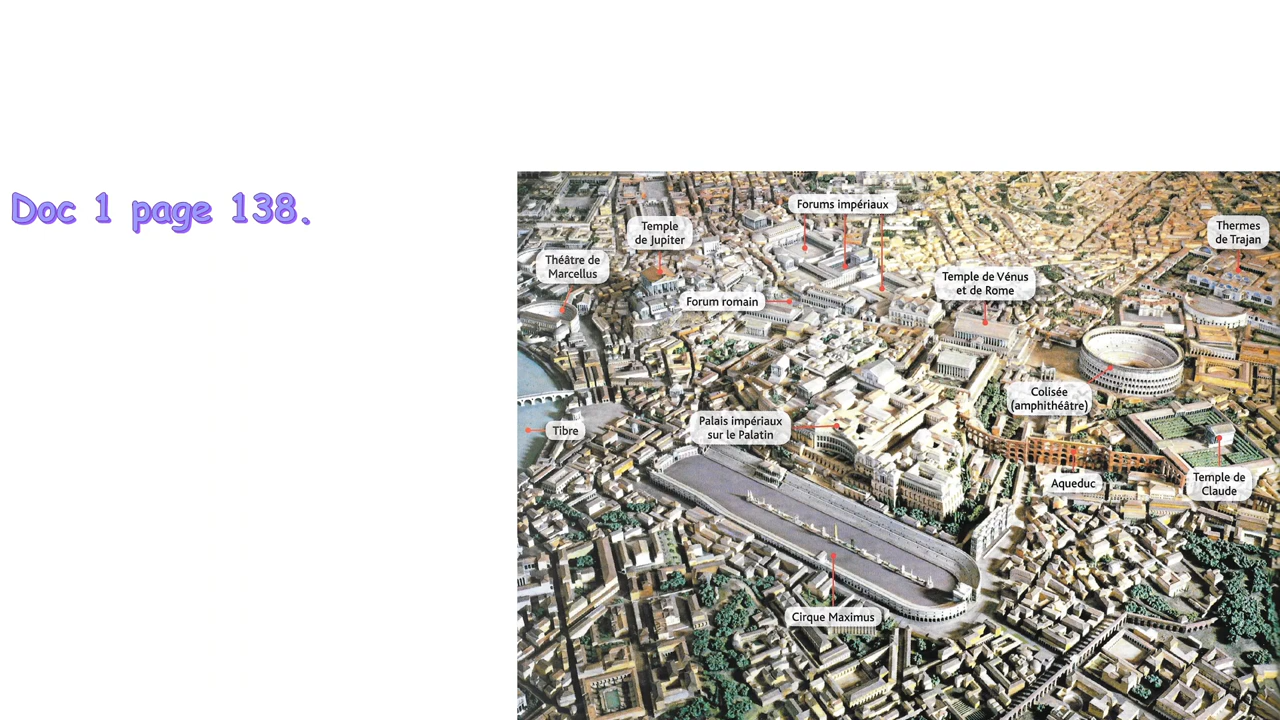 Doc 1 page 138.
Forums impériaux
Temple
de Jupiter
Thermes
de Trajan
Théâtre de
Marcellus
Temple de Vénus
et de Rome
Forum romain
Colisée
(amphithéâtre)
Palais impériaux
sur le Palatin
Tibre
Aqueduc
Temple de
Claude
Cirque Maximus